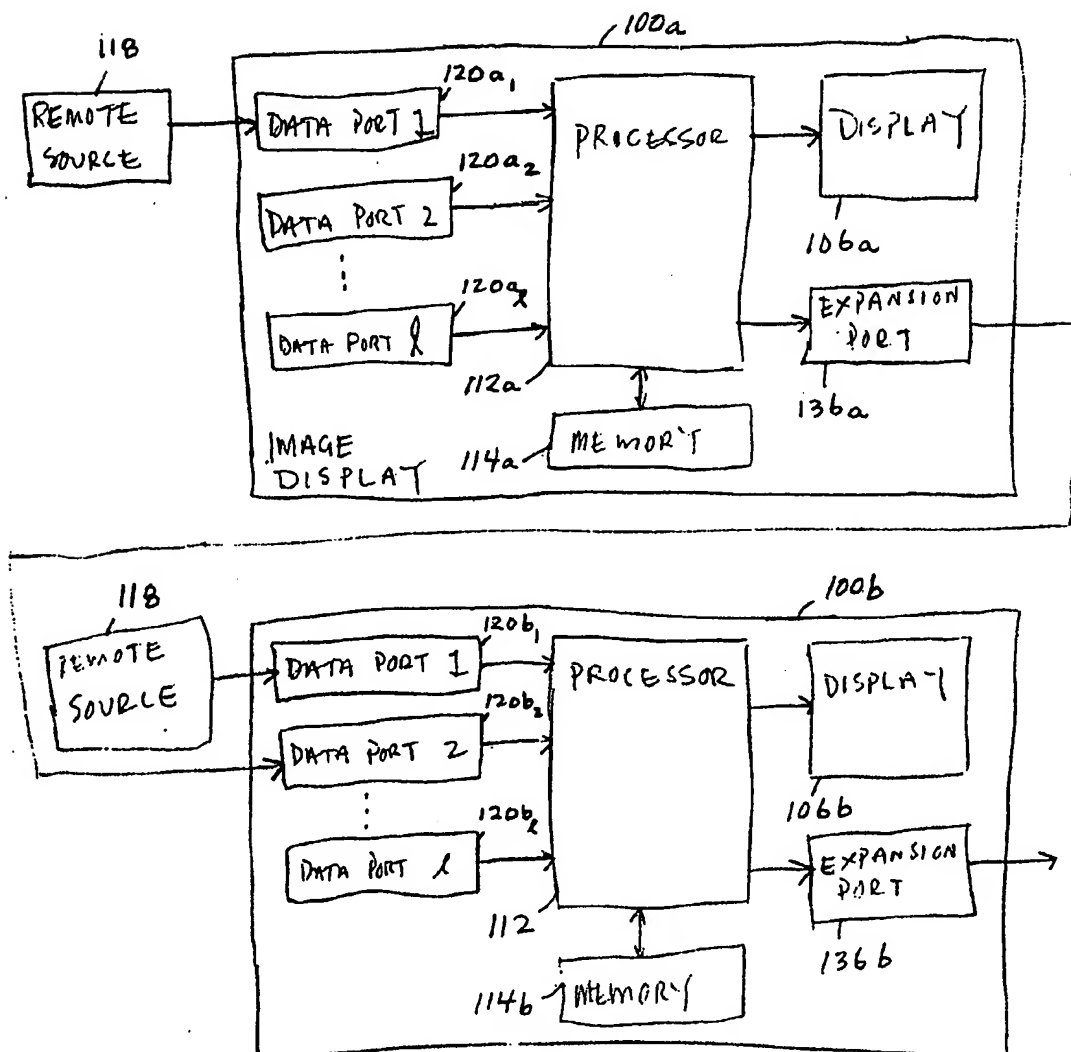 118
100a
REMOTE
SOURCE
DATA PORT 1
120a₁
DATA PORT 2
120a₂
DATA PORT l
120aₗ
PROCESSOR
112a
DISPLAY
106a
EXPANSION
PORT
136a
MEMORY
114a
IMAGE
DISPLAY
118
100b
REMOTE
SOURCE
DATA PORT 1
120b₁
DATA PORT 2
120b₂
DATA PORT l
120bₗ
PROCESSOR
112
DISPLAY
106b
EXPANSION
PORT
136b
MEMORY
114b